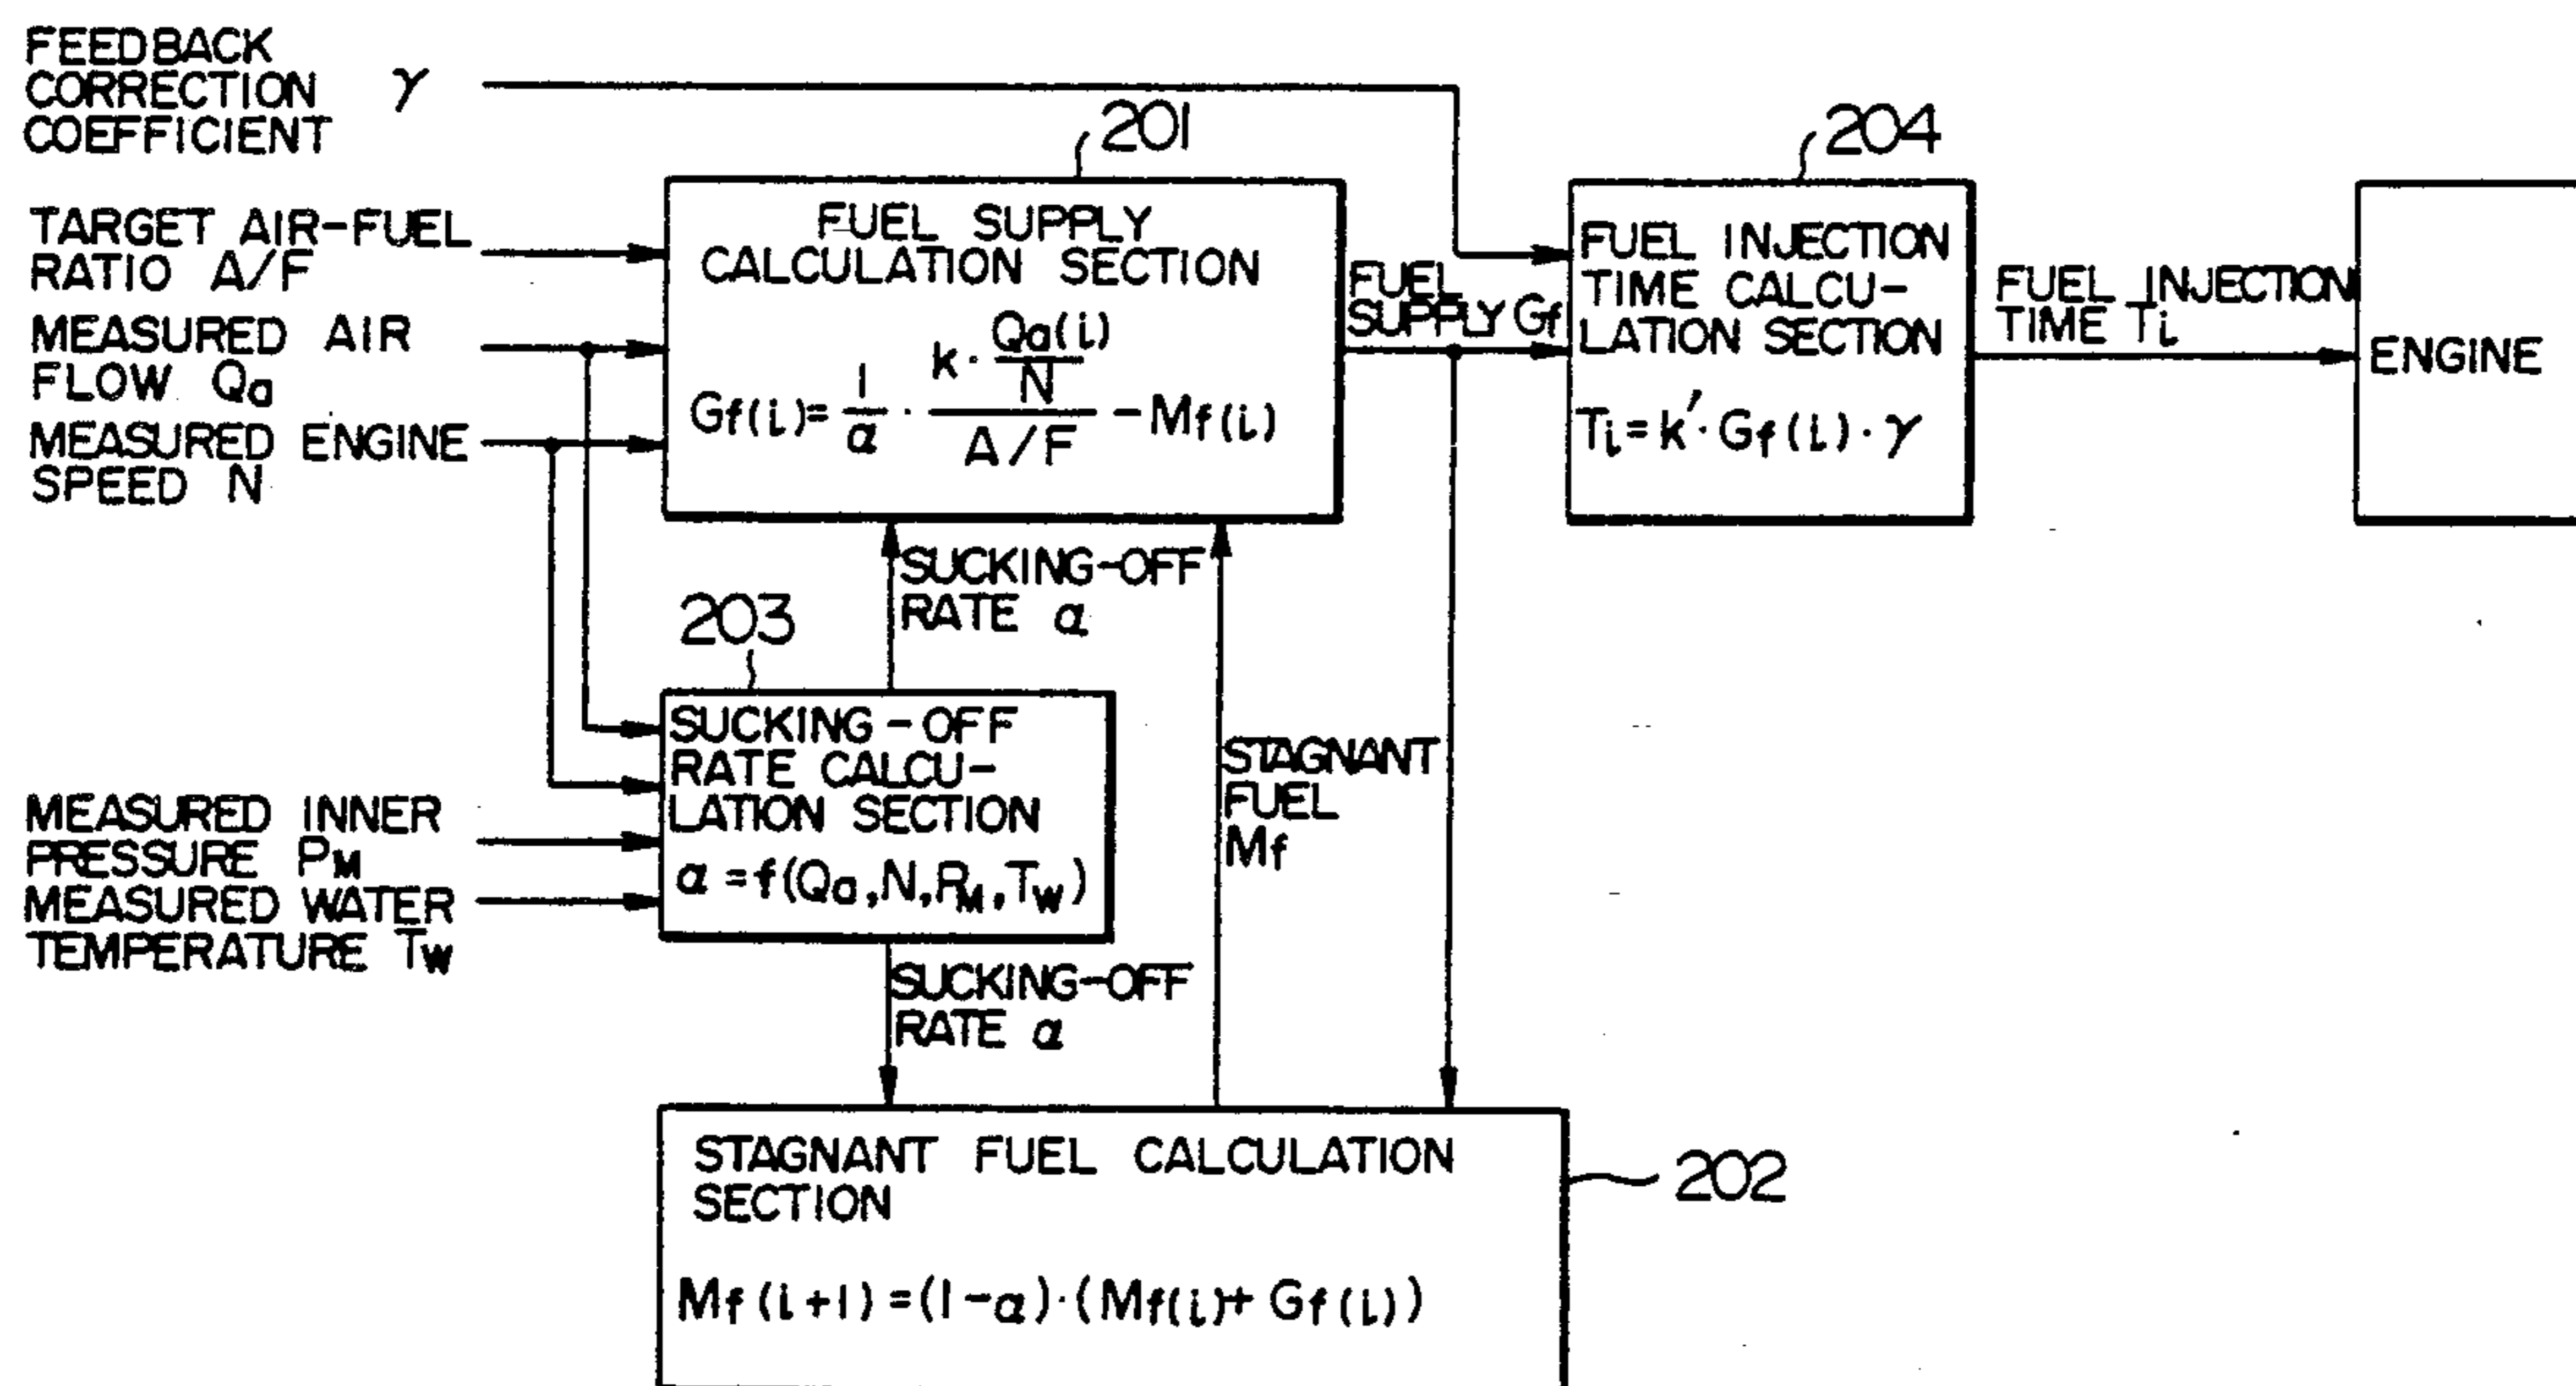 FEEDBACK
CORRECTION γ
COEFFICIENT
TARGET AIR-FUEL
RATIO A/F
MEASURED AIR
FLOW Qa
MEASURED ENGINE
SPEED N
201
FUEL SUPPLY
CALCULATION SECTION
Gf(i)= 1/α · (k · Qa(i)/N)/(A/F) - Mf(i)
FUEL
SUPPLY Gf
204
FUEL INJECTION
TIME CALCU-
LATION SECTION
Ti = k′· Gf(i) · γ
FUEL INJECTION
TIME Ti
ENGINE
SUCKING-OFF
RATE α
203
SUCKING-OFF
RATE CALCU-
LATION SECTION
α = f(Qa, N, PM, Tw)
MEASURED INNER
PRESSURE PM
MEASURED WATER
TEMPERATURE Tw
STAGNANT
FUEL
Mf
SUCKING-OFF
RATE α
STAGNANT FUEL CALCULATION
SECTION
202
Mf(i+1) = (1-α)·(Mf(i)+ Gf(i))